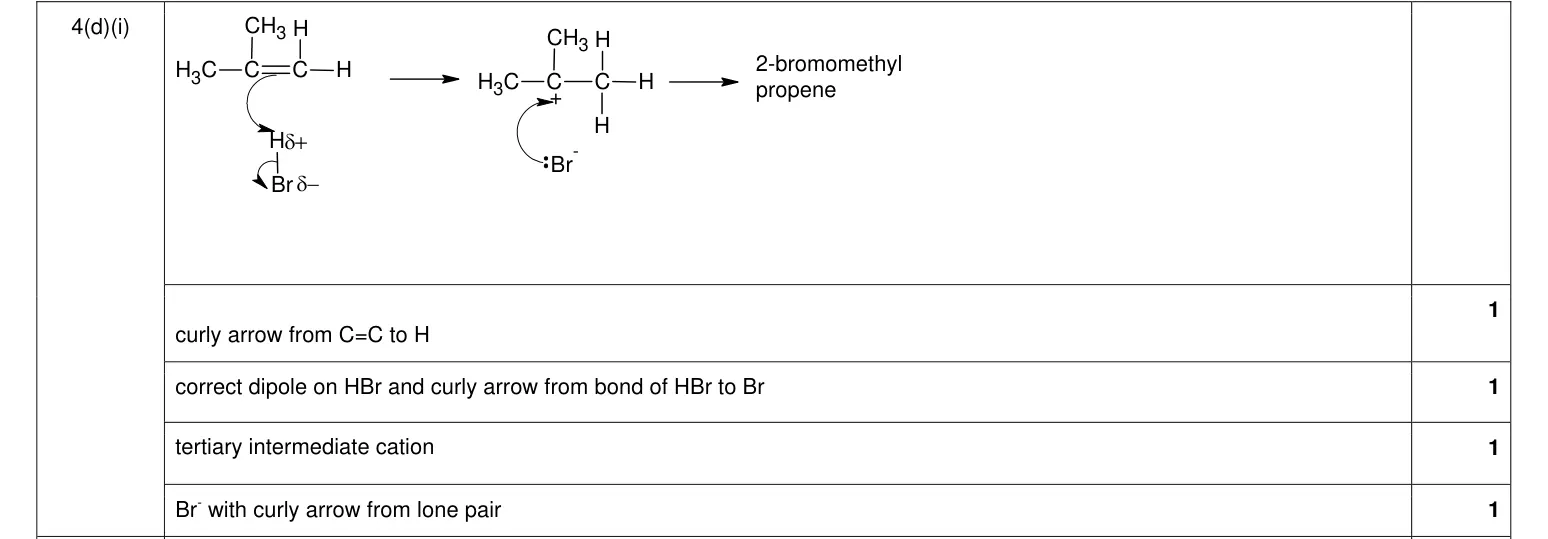 4(d)(i)
CH3 H
H3C C C H
Hδ+
Br δ−
CH3 H
H3C C C H
+
H
:Br-
2-bromomethyl
propene
1
curly arrow from C=C to H
correct dipole on HBr and curly arrow from bond of HBr to Br 1
tertiary intermediate cation 1
Br- with curly arrow from lone pair 1